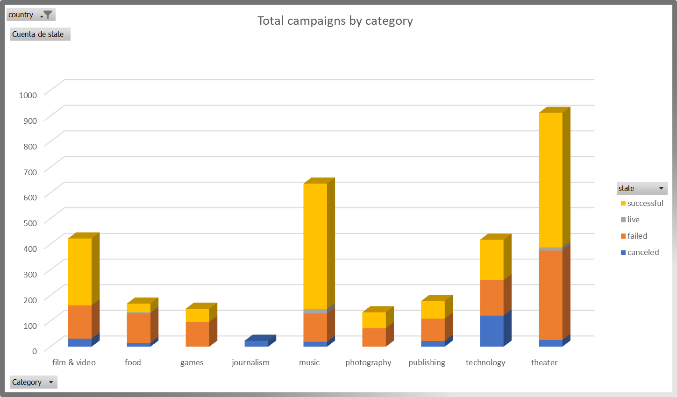 country
Total campaigns by category
Cuenta de state
1000
900
800
700
600
500
400
300
200
100
0
film & video
food
games
journalism
music
photography
publishing
technology
theater
state
successful
live
failed
canceled
Category